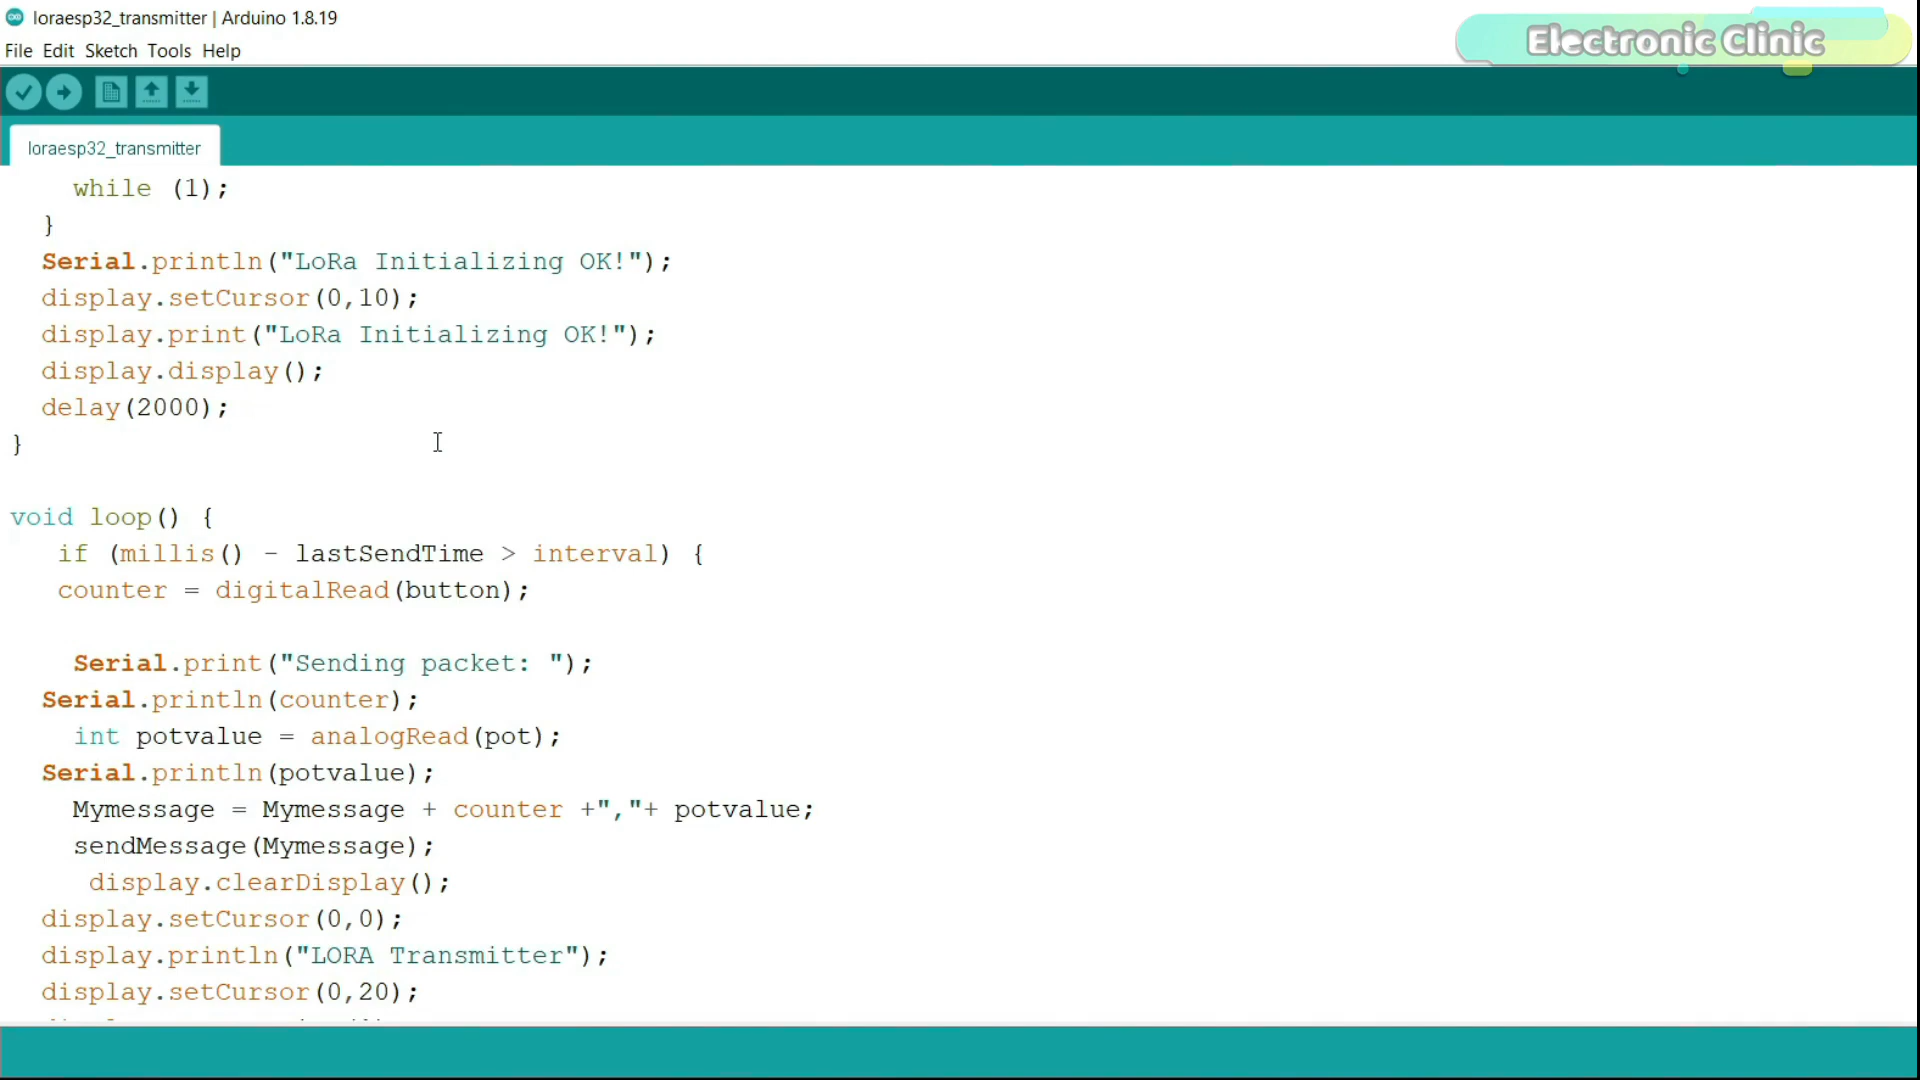 loraesp32_transmitter | Arduino 1.8.19
File Edit Sketch Tools Help
Electronic Clinic
loraesp32_transmitter
while (1);
}
Serial.println("LoRa Initializing OK!");
display.setCursor(0,10);
display.print("LoRa Initializing OK!");
display.display();
delay(2000);
}
void loop() {
if (millis() - lastSendTime > interval) {
counter = digitalRead(button);
Serial.print("Sending packet: ");
Serial.println(counter);
int potvalue = analogRead(pot);
Serial.println(potvalue);
Mymessage = Mymessage + counter +","+ potvalue;
sendMessage(Mymessage);
display.clearDisplay();
display.setCursor(0,0);
display.println("LORA Transmitter");
display.setCursor(0,20);